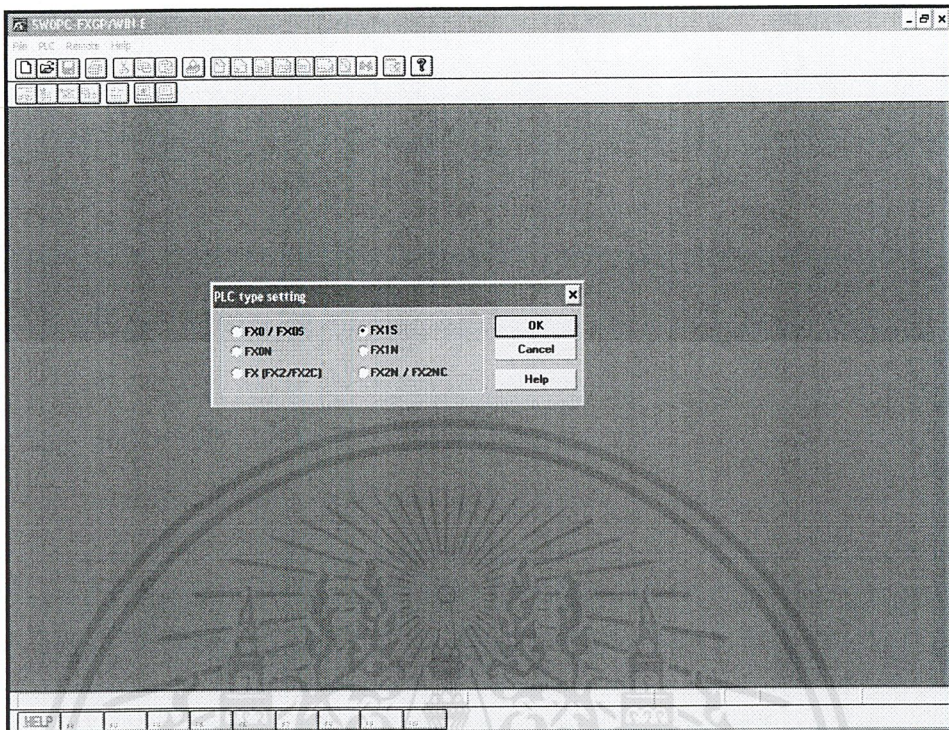 SW0PC-FXGP/WIN-E
File PLC Remote Help
PLC type setting
FX0 / FX0S
FX1S
OK
FX0N
FX1N
Cancel
FX (FX2/FX2C)
FX2N / FX2NC
Help
HELP